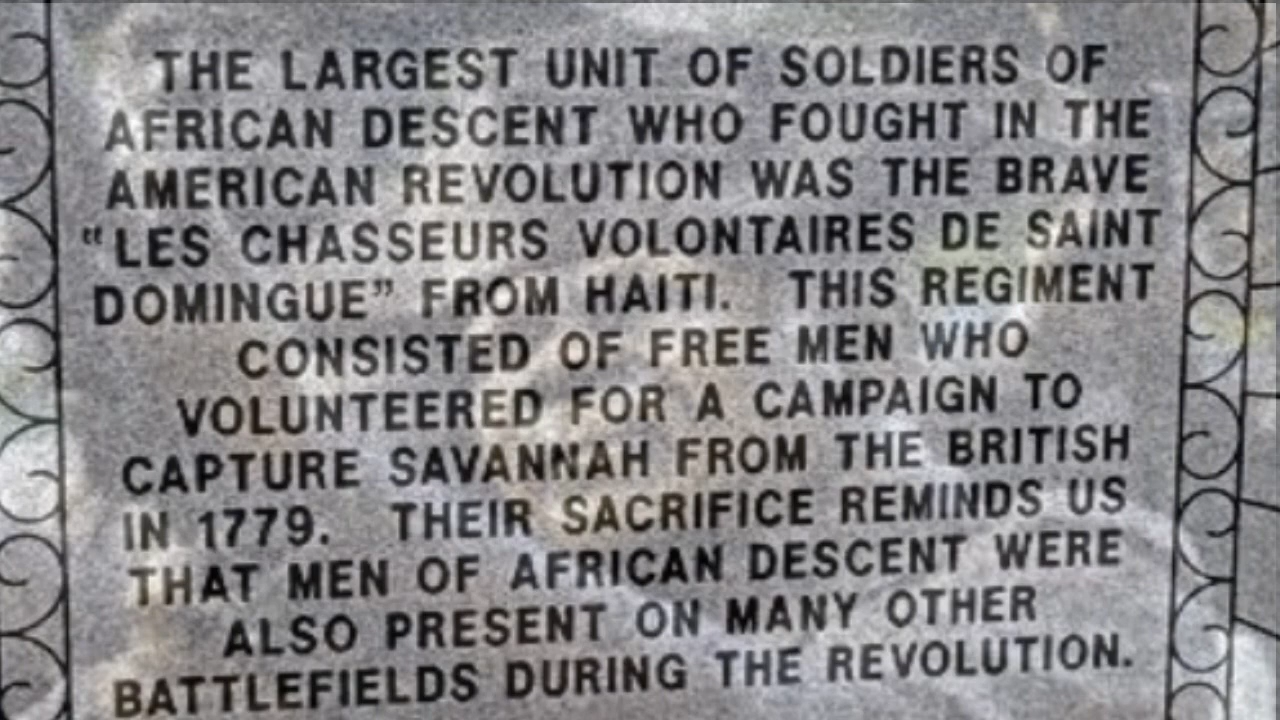 THE LARGEST UNIT OF SOLDIERS OF
AFRICAN DESCENT WHO FOUGHT IN THE
AMERICAN REVOLUTION WAS THE BRAVE
“LES CHASSEURS VOLONTAIRES DE SAINT
DOMINGUE” FROM HAITI. THIS REGIMENT
CONSISTED OF FREE MEN WHO
VOLUNTEERED FOR A CAMPAIGN TO
CAPTURE SAVANNAH FROM THE BRITISH
IN 1779. THEIR SACRIFICE REMINDS US
THAT MEN OF AFRICAN DESCENT WERE
ALSO PRESENT ON MANY OTHER
BATTLEFIELDS DURING THE REVOLUTION.